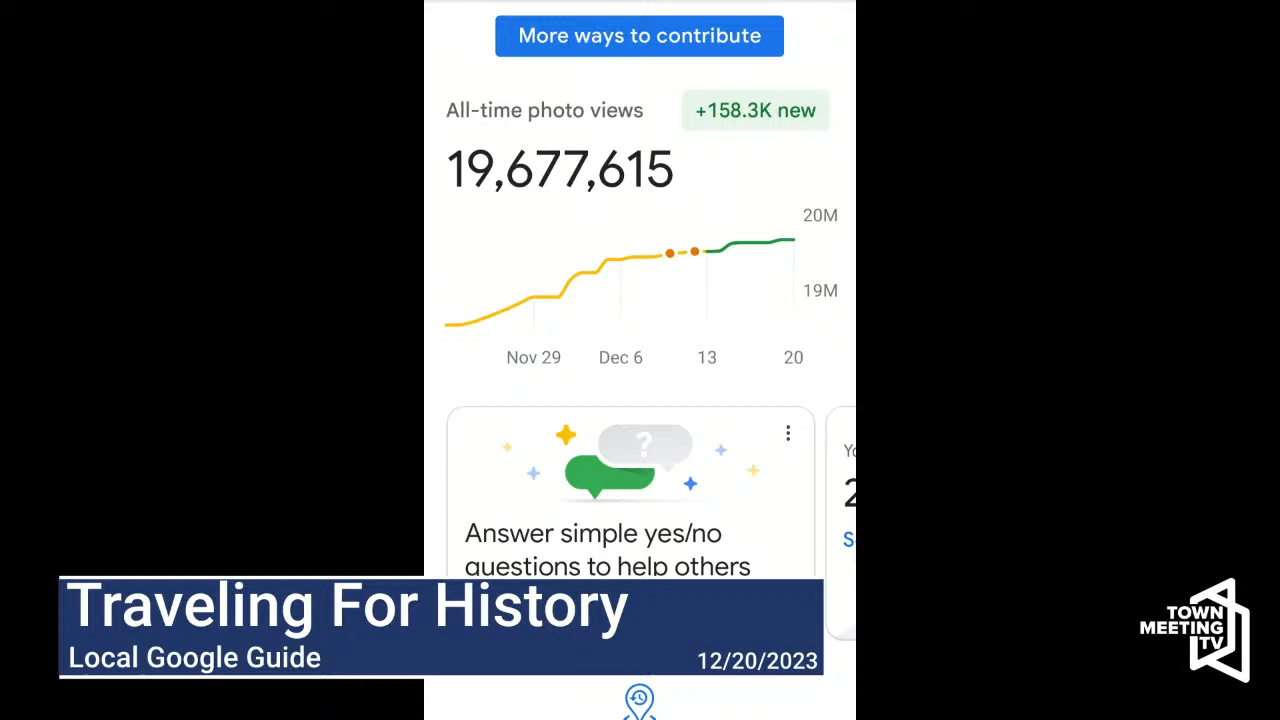 More ways to contribute
All-time photo views
+158.3K new
19,677,615
20M
19M
Nov 29
Dec 6
13
20
?
Answer simple yes/no
questions to help others
2
S
Traveling For History
Local Google Guide
12/20/2023
TOWN
MEETING
TV